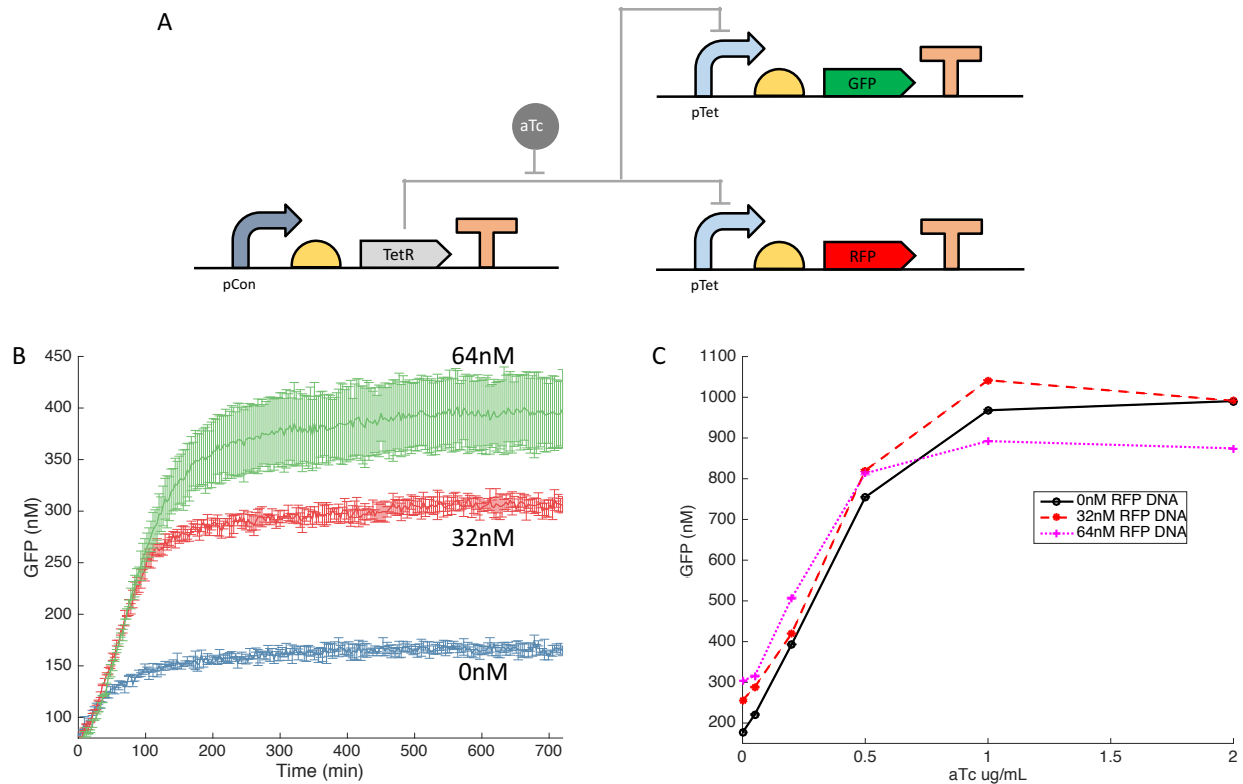 A
GFP
pTet
aTc
TetR
pCon
RFP
pTet
B
450
400
350
300
250
200
150
100
GFP (nM)
64nM
32nM
0nM
0 100 200 300 400 500 600 700
Time (min)
C
1100
1000
900
800
700
600
500
400
300
200
GFP (nM)
0nM RFP DNA
32nM RFP DNA
64nM RFP DNA
0 0.5 1 1.5 2
aTc ug/mL